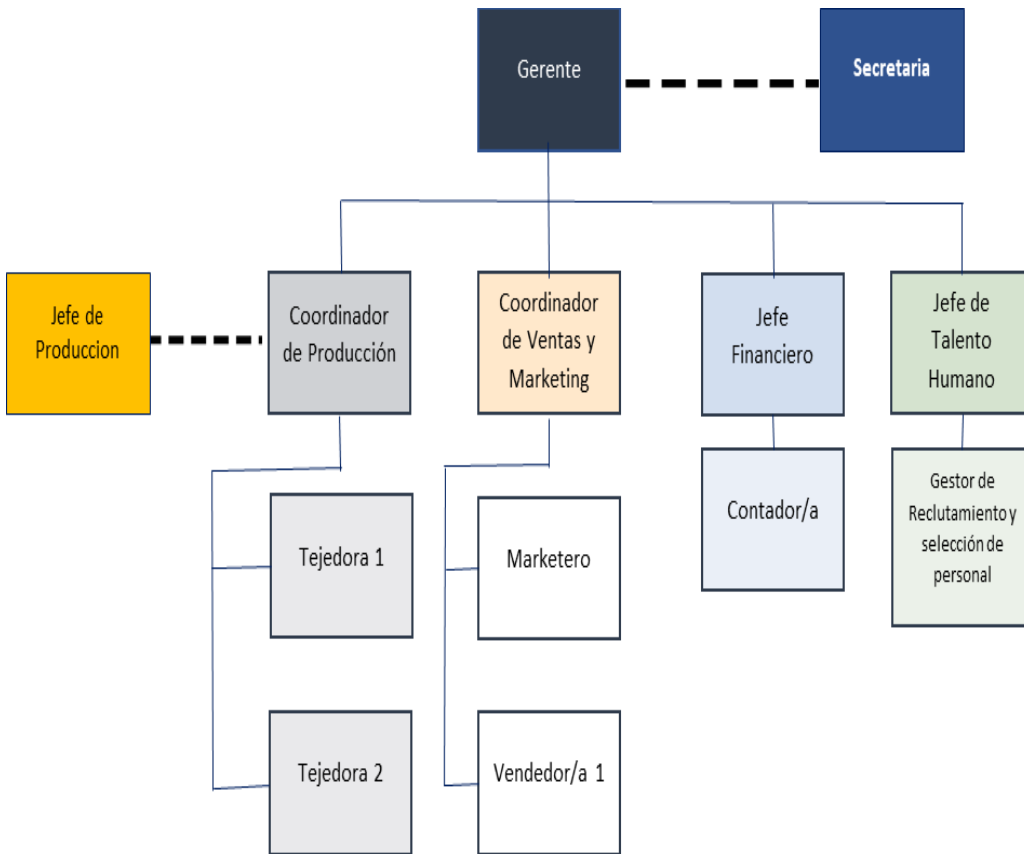 Gerente
Secretaria
Jefe de
Produccion
Coordinador
de Producción
Coordinador
de Ventas y
Marketing
Jefe
Financiero
Jefe de
Talento
Humano
Tejedora 1
Marketero
Contador/a
Gestor de
Reclutamiento y
selección de
personal
Tejedora 2
Vendedor/a 1